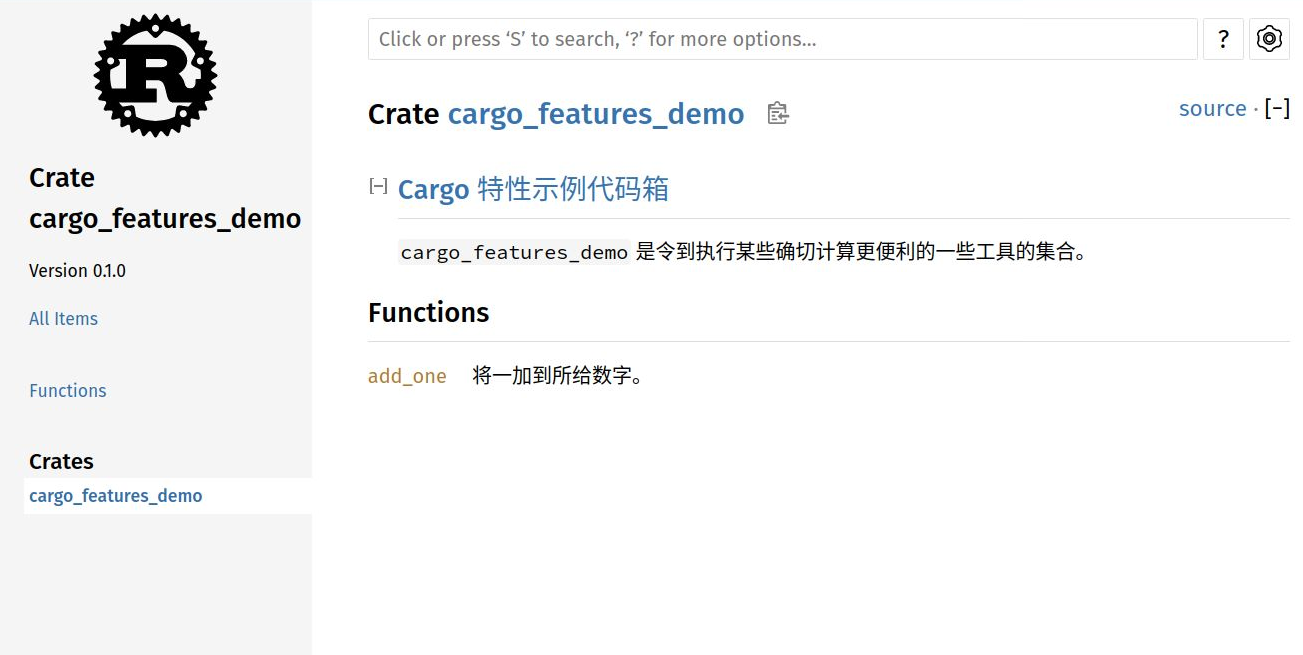 R
Crate
cargo_features_demo
Version 0.1.0
All Items
Functions
Crates
cargo_features_demo
Click or press ‘S’ to search, ‘?’ for more options…
?
Crate cargo_features_demo
source · [−]
[−] Cargo 特性示例代码箱
cargo_features_demo 是令到执行某些确切计算更便利的一些工具的集合。
Functions
add_one 将一加到所给数字。